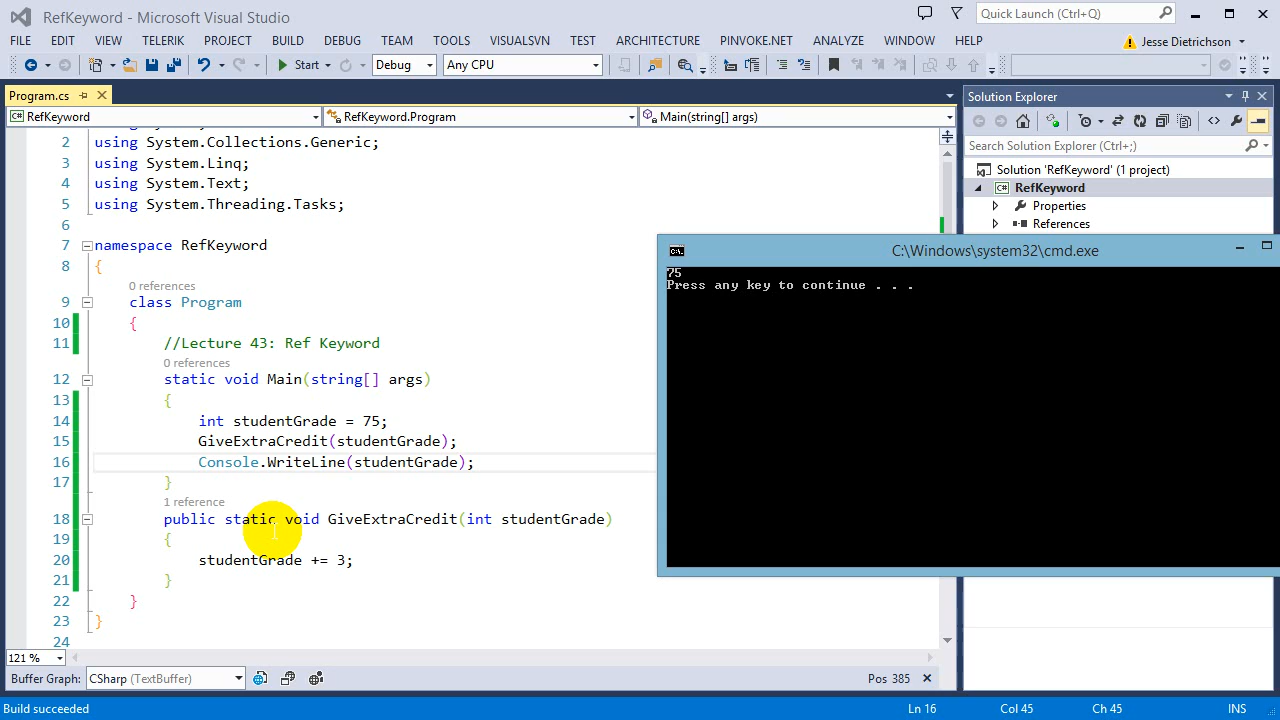 RefKeyword - Microsoft Visual Studio
Quick Launch (Ctrl+Q)
FILE EDIT VIEW TELERIK PROJECT BUILD DEBUG TEAM TOOLS VISUALSVN TEST ARCHITECTURE PINVOKE.NET ANALYZE WINDOW HELP
Jesse Dietrichson
Start Debug Any CPU
Program.cs
RefKeyword RefKeyword.Program Main(string[] args)
2 using System.Collections.Generic;
3 using System.Linq;
4 using System.Text;
5 using System.Threading.Tasks;
6
7 namespace RefKeyword
8 {
0 references
9 class Program
10 {
11 //Lecture 43: Ref Keyword
0 references
12 static void Main(string[] args)
13 {
14 int studentGrade = 75;
15 GiveExtraCredit(studentGrade);
16 Console.WriteLine(studentGrade);
17 }
1 reference
18 public static void GiveExtraCredit(int studentGrade)
19 {
20 studentGrade += 3;
21 }
22 }
23 }
24
121 %
Buffer Graph: CSharp (TextBuffer) Pos 385
Solution Explorer
Search Solution Explorer (Ctrl+;)
Solution 'RefKeyword' (1 project)
RefKeyword
Properties
References
C:\Windows\system32\cmd.exe
75
Press any key to continue . . .
Build succeeded Ln 16 Col 45 Ch 45 INS